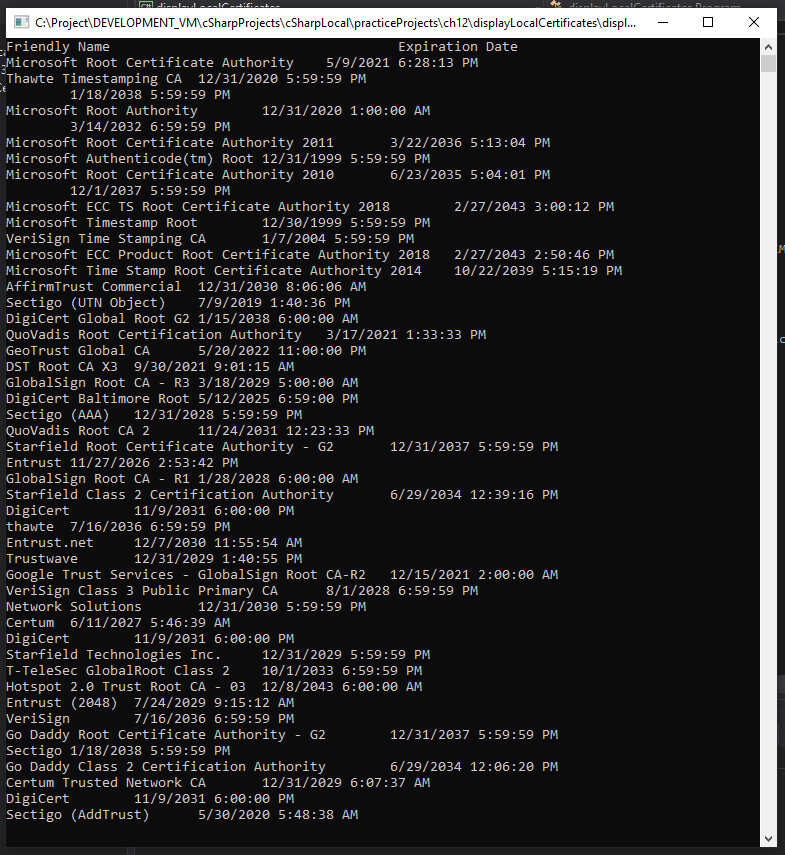 displayLocalCertificates
displayLocalCertificates.Program
C:\Project\DEVELOPMENT_VM\cSharpProjects\cSharpLocal\practiceProjects\ch12\displayLocalCertificates\displ...
Friendly Name Expiration Date
Microsoft Root Certificate Authority 5/9/2021 6:28:13 PM
Thawte Timestamping CA 12/31/2020 5:59:59 PM
1/18/2038 5:59:59 PM
Microsoft Root Authority 12/31/2020 1:00:00 AM
3/14/2032 6:59:59 PM
Microsoft Root Certificate Authority 2011 3/22/2036 5:13:04 PM
Microsoft Authenticode(tm) Root 12/31/1999 5:59:59 PM
Microsoft Root Certificate Authority 2010 6/23/2035 5:04:01 PM
12/1/2037 5:59:59 PM
Microsoft ECC TS Root Certificate Authority 2018 2/27/2043 3:00:12 PM
Microsoft Timestamp Root 12/30/1999 5:59:59 PM
VeriSign Time Stamping CA 1/7/2004 5:59:59 PM
Microsoft ECC Product Root Certificate Authority 2018 2/27/2043 2:50:46 PM
Microsoft Time Stamp Root Certificate Authority 2014 10/22/2039 5:15:19 PM
AffirmTrust Commercial 12/31/2030 8:06:06 AM
Sectigo (UTN Object) 7/9/2019 1:40:36 PM
DigiCert Global Root G2 1/15/2038 6:00:00 AM
QuoVadis Root Certification Authority 3/17/2021 1:33:33 PM
GeoTrust Global CA 5/20/2022 11:00:00 PM
DST Root CA X3 9/30/2021 9:01:15 AM
GlobalSign Root CA - R3 3/18/2029 5:00:00 AM
DigiCert Baltimore Root 5/12/2025 6:59:00 PM
Sectigo (AAA) 12/31/2028 5:59:59 PM
QuoVadis Root CA 2 11/24/2031 12:23:33 PM
Starfield Root Certificate Authority - G2 12/31/2037 5:59:59 PM
Entrust 11/27/2026 2:53:42 PM
GlobalSign Root CA - R1 1/28/2028 6:00:00 AM
Starfield Class 2 Certification Authority 6/29/2034 12:39:16 PM
DigiCert 11/9/2031 6:00:00 PM
thawte 7/16/2036 6:59:59 PM
Entrust.net 12/7/2030 11:55:54 AM
Trustwave 12/31/2029 1:40:55 PM
Google Trust Services - GlobalSign Root CA-R2 12/15/2021 2:00:00 AM
VeriSign Class 3 Public Primary CA 8/1/2028 6:59:59 PM
Network Solutions 12/31/2030 5:59:59 PM
Certum 6/11/2027 5:46:39 AM
DigiCert 11/9/2031 6:00:00 PM
Starfield Technologies Inc. 12/31/2029 5:59:59 PM
T-TeleSec GlobalRoot Class 2 10/1/2033 6:59:59 PM
Hotspot 2.0 Trust Root CA - 03 12/8/2043 6:00:00 AM
Entrust (2048) 7/24/2029 9:15:12 AM
VeriSign 7/16/2036 6:59:59 PM
Go Daddy Root Certificate Authority - G2 12/31/2037 5:59:59 PM
Sectigo 1/18/2038 5:59:59 PM
Go Daddy Class 2 Certification Authority 6/29/2034 12:06:20 PM
Certum Trusted Network CA 12/31/2029 6:07:37 AM
DigiCert 11/9/2031 6:00:00 PM
Sectigo (AddTrust) 5/30/2020 5:48:38 AM